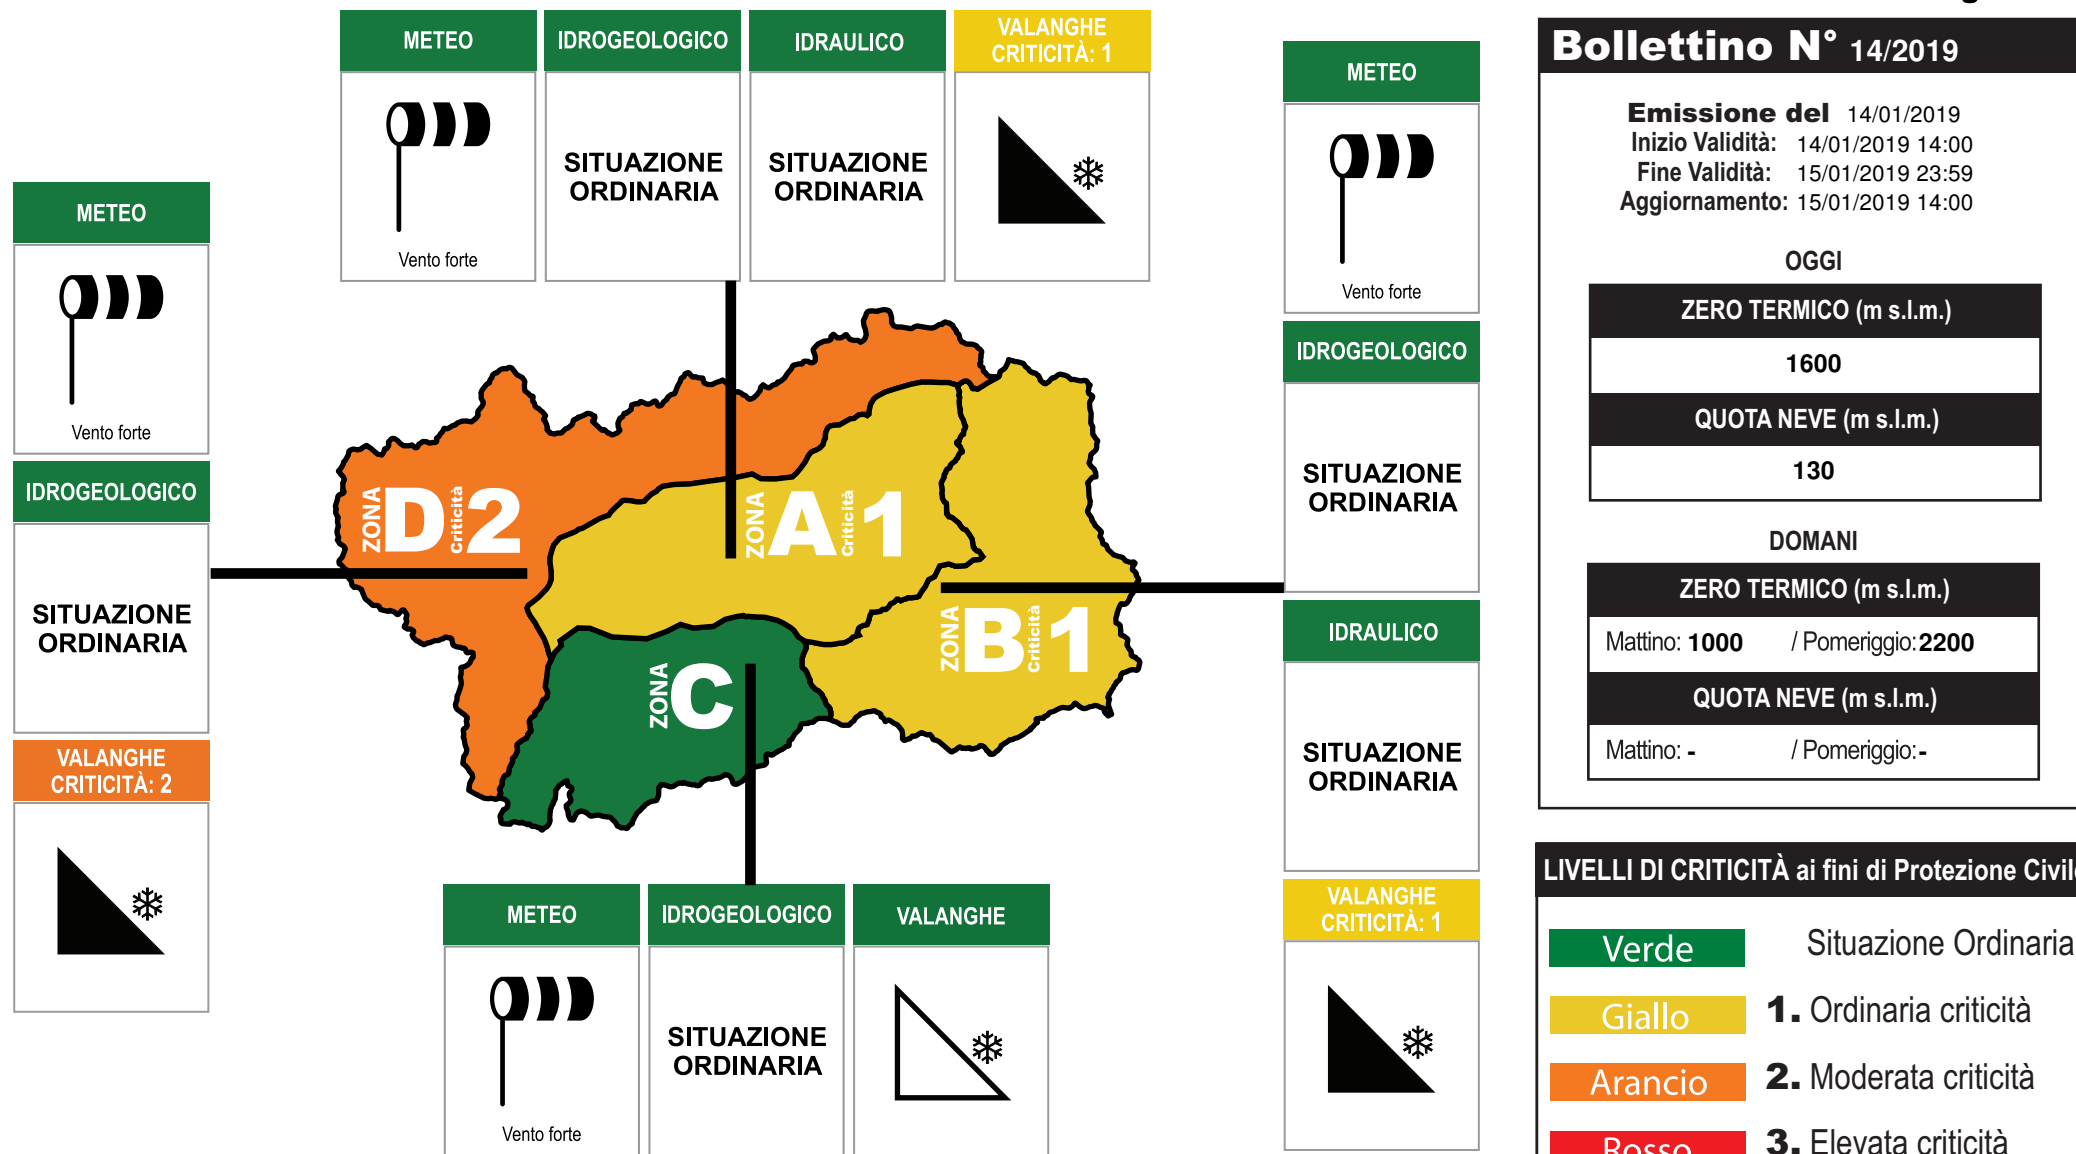 METEO
IDROGEOLOGICO
IDRAULICO
VALANGHE
CRITICITÀ: 1
Vento forte
SITUAZIONE
ORDINARIA
SITUAZIONE
ORDINARIA
METEO
Vento forte
IDROGEOLOGICO
SITUAZIONE
ORDINARIA
VALANGHE
CRITICITÀ: 2
ZONA D Criticità 2
ZONA A Criticità 1
ZONA B Criticità 1
ZONA C
METEO
Vento forte
IDROGEOLOGICO
SITUAZIONE
ORDINARIA
IDRAULICO
SITUAZIONE
ORDINARIA
VALANGHE
CRITICITÀ: 1
METEO
IDROGEOLOGICO
VALANGHE
Vento forte
SITUAZIONE
ORDINARIA
Bollettino N° 14/2019
Emissione del 14/01/2019
Inizio Validità: 14/01/2019 14:00
Fine Validità: 15/01/2019 23:59
Aggiornamento: 15/01/2019 14:00
OGGI
ZERO TERMICO (m s.l.m.)
1600
QUOTA NEVE (m s.l.m.)
130
DOMANI
ZERO TERMICO (m s.l.m.)
Mattino: 1000 / Pomeriggio: 2200
QUOTA NEVE (m s.l.m.)
Mattino: - / Pomeriggio: -
LIVELLI DI CRITICITÀ ai fini di Protezione Civile
Verde Situazione Ordinaria
Giallo 1. Ordinaria criticità
Arancio 2. Moderata criticità
Rosso 3. Elevata criticità